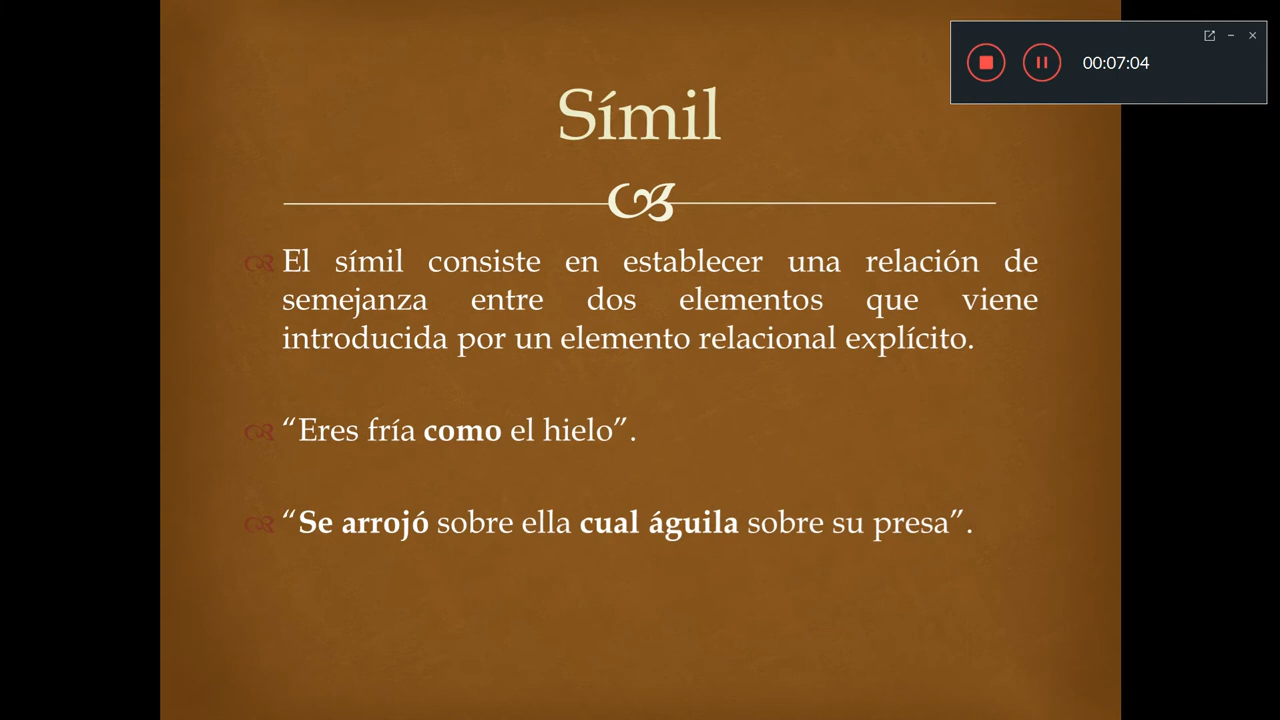 00:07:04
Símil
El símil consiste en establecer una relación de
semejanza entre dos elementos que viene
introducida por un elemento relacional explícito.
“Eres fría como el hielo”.
“Se arrojó sobre ella cual águila sobre su presa”.